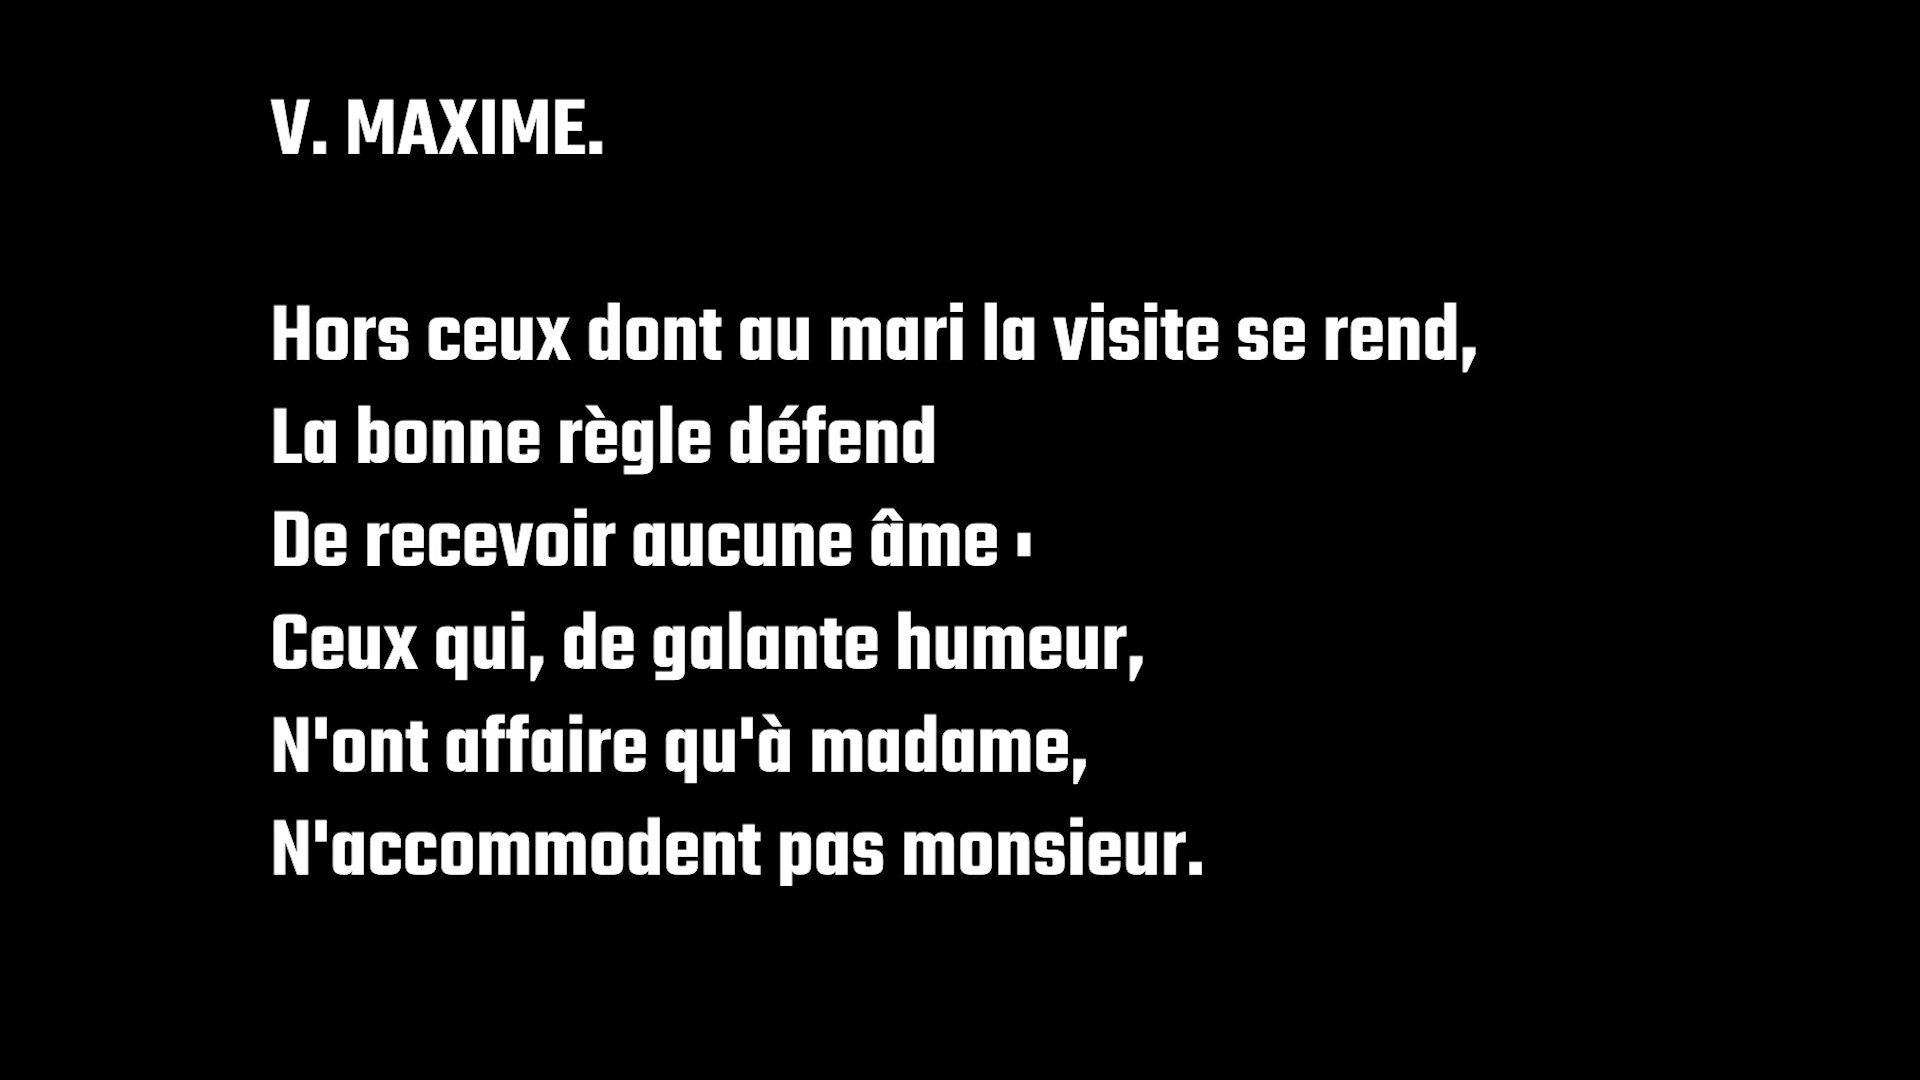 V. MAXIME.
Hors ceux dont au mari la visite se rend,
La bonne règle défend
De recevoir aucune âme ·
Ceux qui, de galante humeur,
N'ont affaire qu'à madame,
N'accommodent pas monsieur.